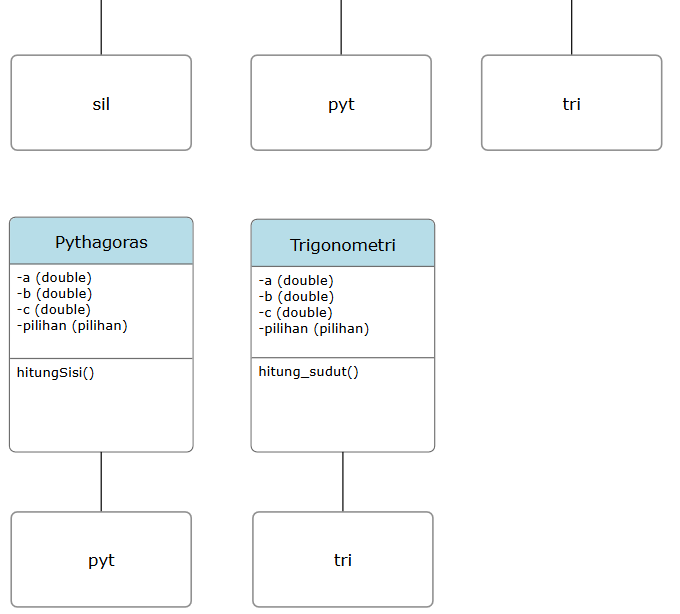 sil
pyt
tri
Pythagoras
-a (double)
-b (double)
-c (double)
-pilihan (pilihan)
hitungSisi()
Trigonometri
-a (double)
-b (double)
-c (double)
-pilihan (pilihan)
hitung_sudut()
pyt
tri